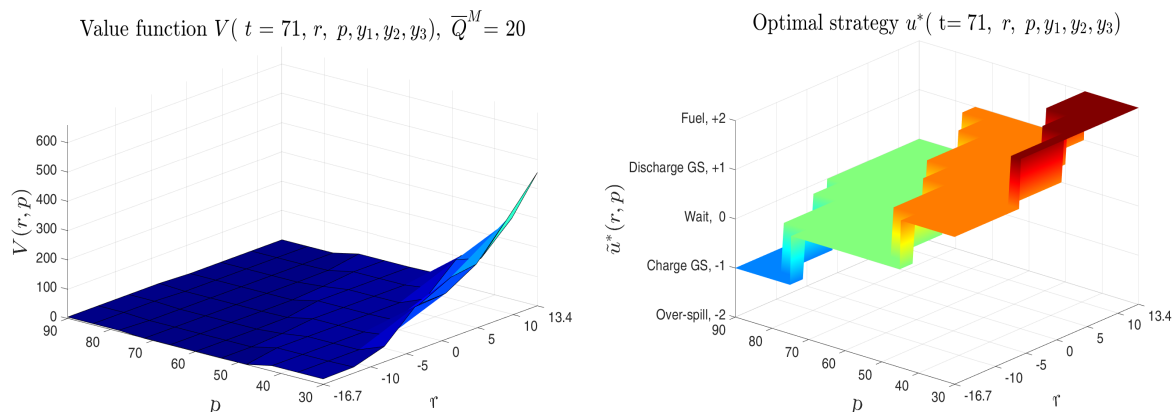 Value function V( t = 71, r, p, y₁, y₂, y₃), Q̅ᴹ = 20
600
500
400
300
200
100
0
V(r, p)
90
80
70
60
50
40
30
p
-16.7
-10
-5
0
5
10
13.4
r
Optimal strategy u*( t= 71, r, p, y₁, y₂, y₃)
Fuel, +2
Discharge GS, +1
Wait, 0
Charge GS, -1
Over-spill, -2
ũ*(r, p)
90
80
70
60
50
40
30
p
-16.7
-10
-5
0
5
10
13.4
r